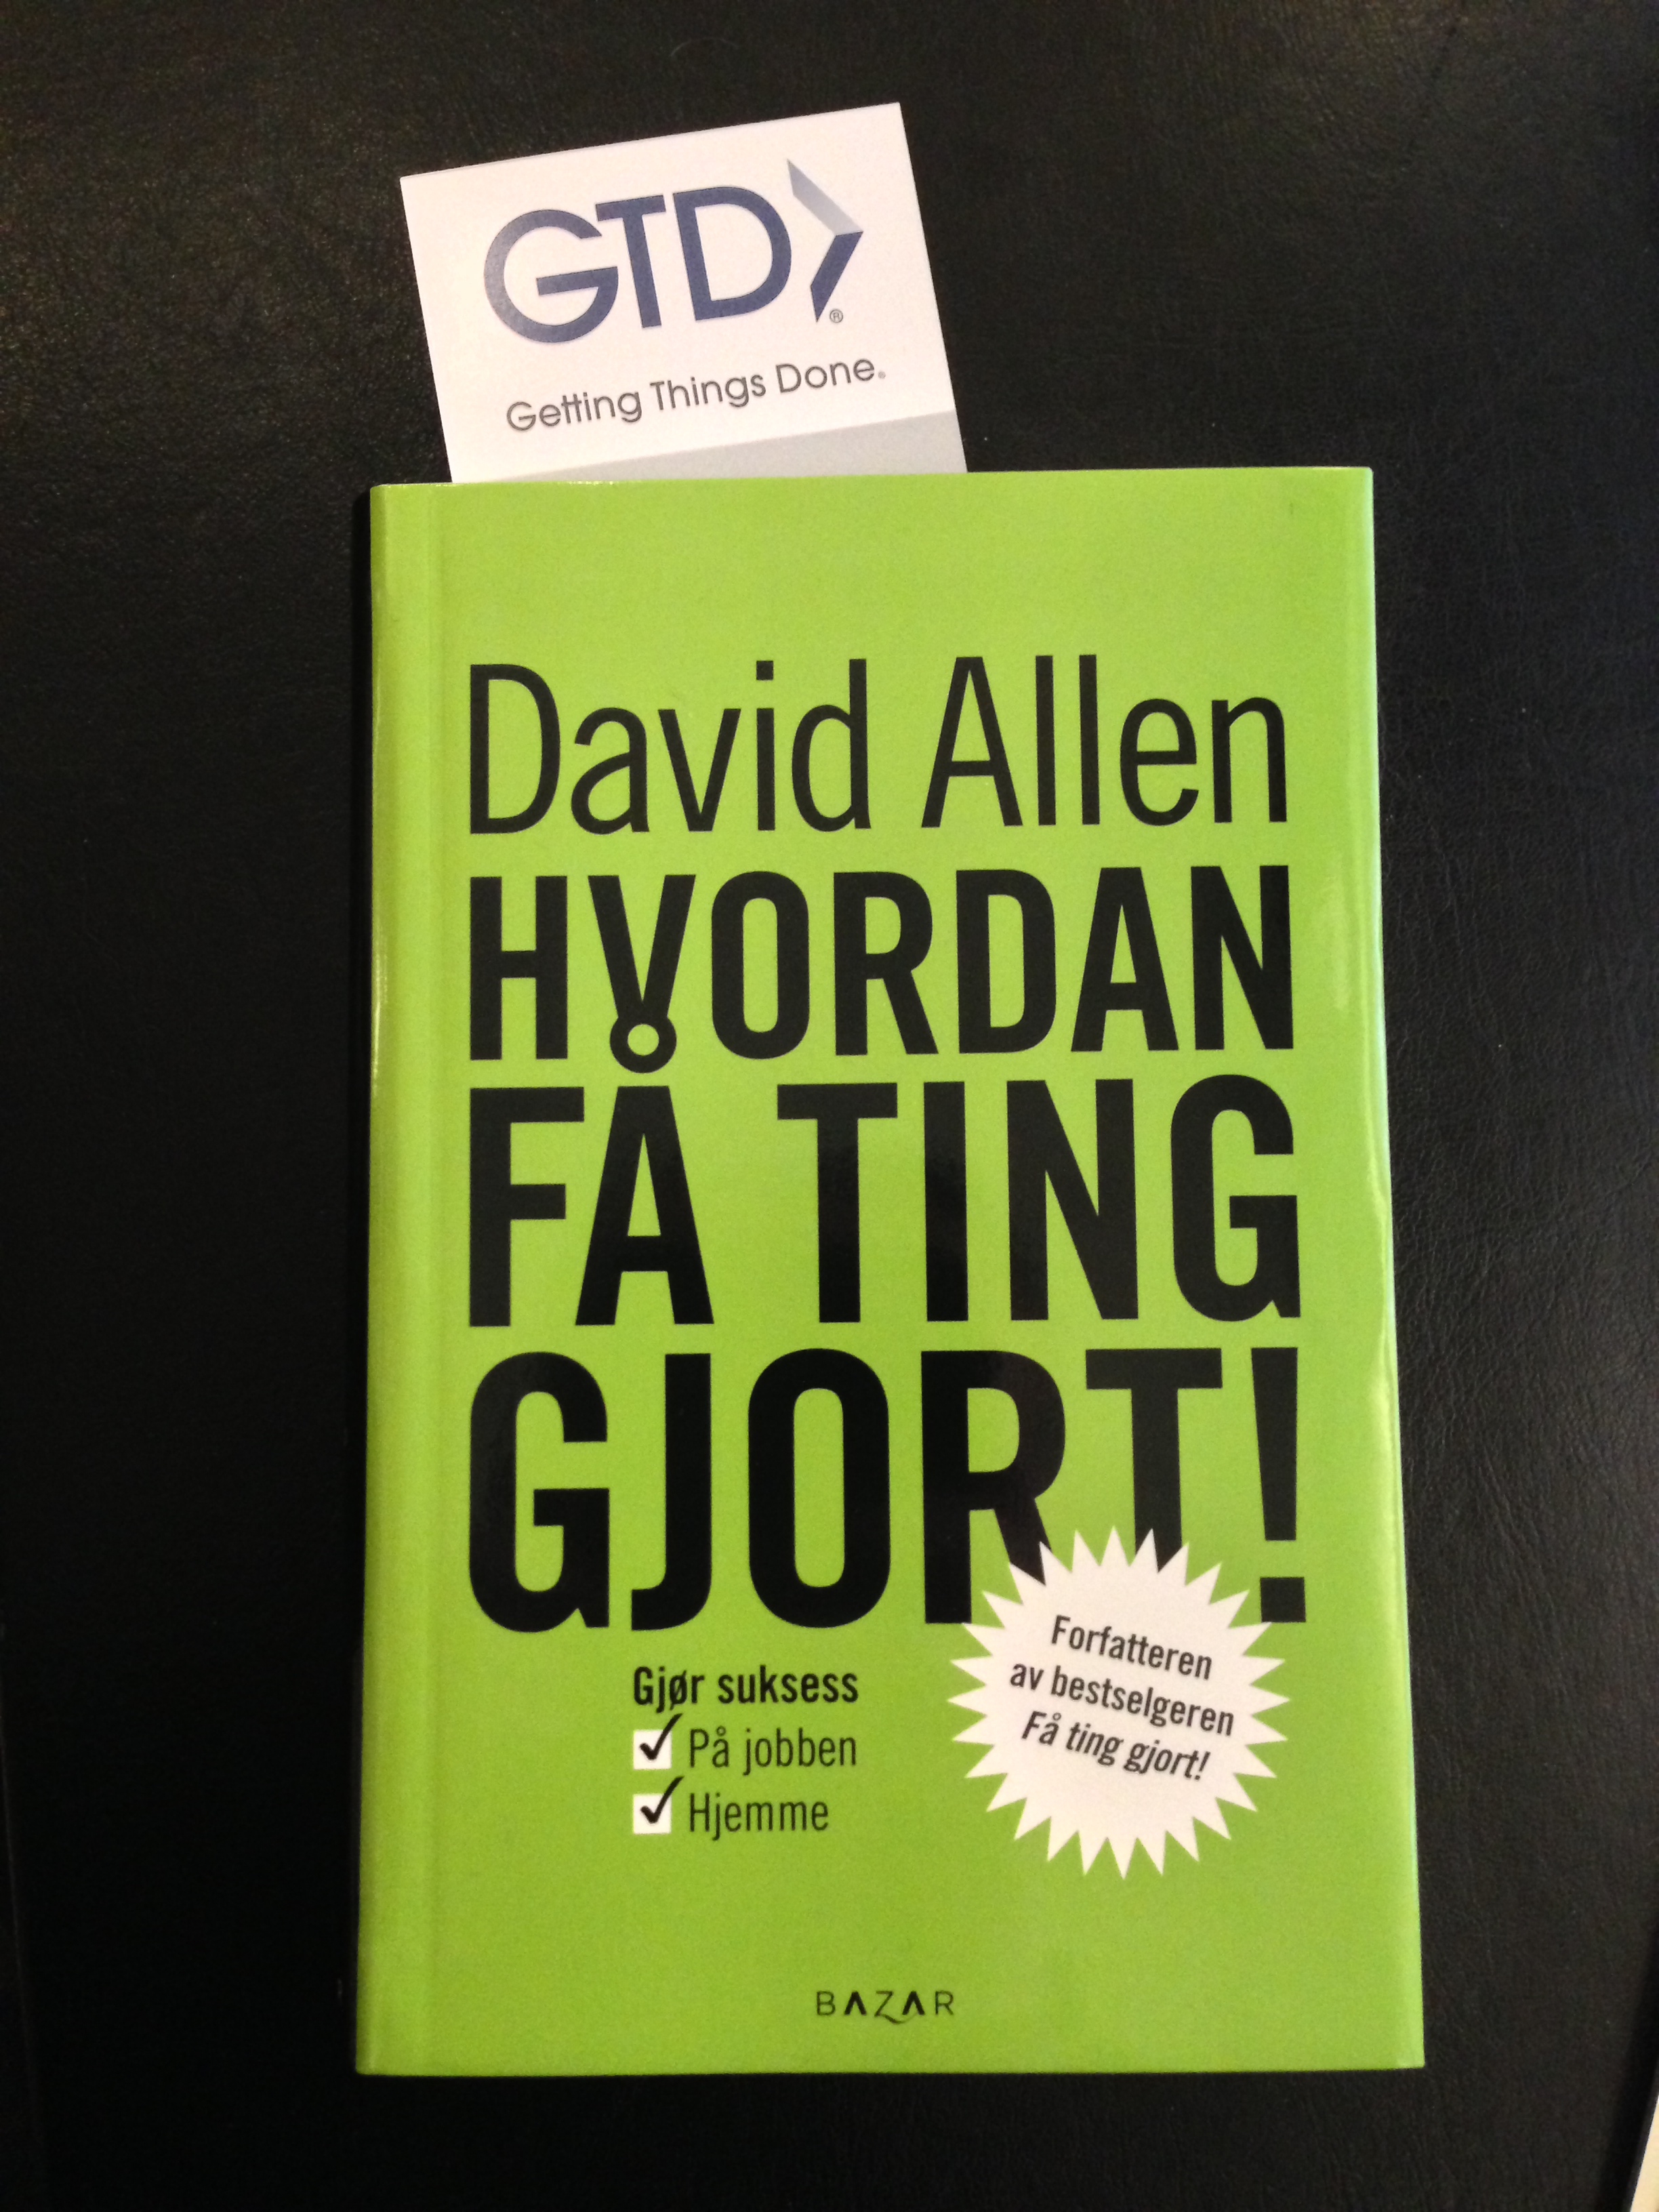 GTD®
Getting Things Done®
David Allen
HVORDAN
FÅ TING
GJORT!
Gjør suksess
På jobben
Hjemme
Forfatteren
av bestselgeren
Få ting gjort!
BAZAR